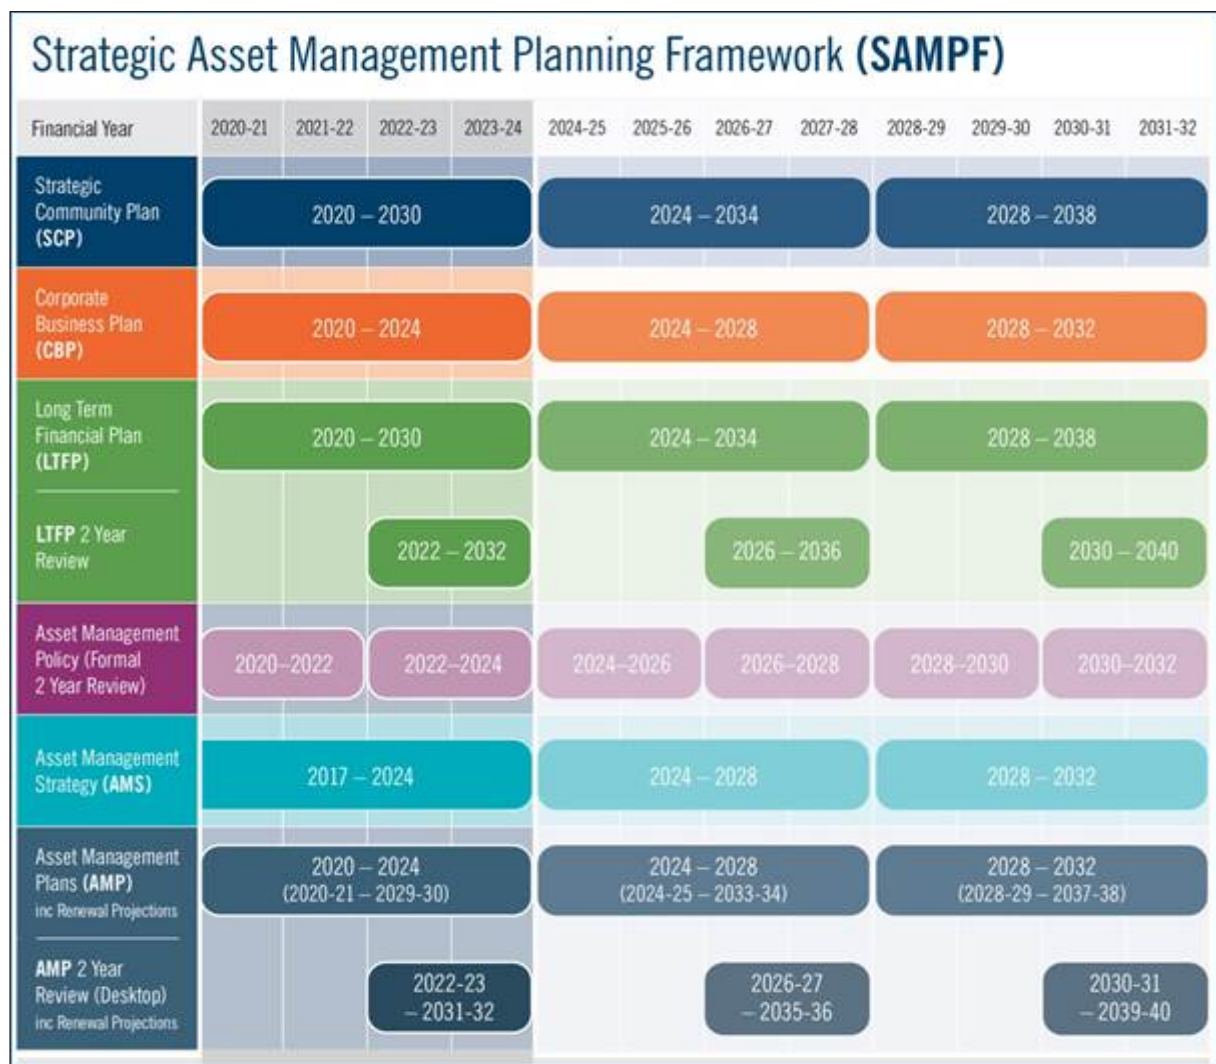 Strategic Asset Management Planning Framework (SAMPF)
Financial Year 2020-21 2021-22 2022-23 2023-24 2024-25 2025-26 2026-27 2027-28 2028-29 2029-30 2030-31 2031-32
Strategic
Community Plan
(SCP)
2020 – 2030 2024 – 2034 2028 – 2038
Corporate
Business Plan
(CBP)
2020 – 2024 2024 – 2028 2028 – 2032
Long Term
Financial Plan
(LTFP)
2020 – 2030 2024 – 2034 2028 – 2038
LTFP 2 Year
Review
2022 – 2032 2026 – 2036 2030 – 2040
Asset Management
Policy (Formal
2 Year Review)
2020–2022 2022–2024 2024–2026 2026–2028 2028–2030 2030–2032
Asset Management
Strategy (AMS)
2017 – 2024 2024 – 2028 2028 – 2032
Asset Management
Plans (AMP)
inc Renewal Projections
2020 – 2024 2024 – 2028 2028 – 2032
(2020-21 – 2029-30) (2024-25 – 2033-34) (2028-29 – 2037-38)
AMP 2 Year
Review (Desktop)
inc Renewal Projections
2022-23 2026-27 2030-31
– 2031-32 – 2035-36 – 2039-40